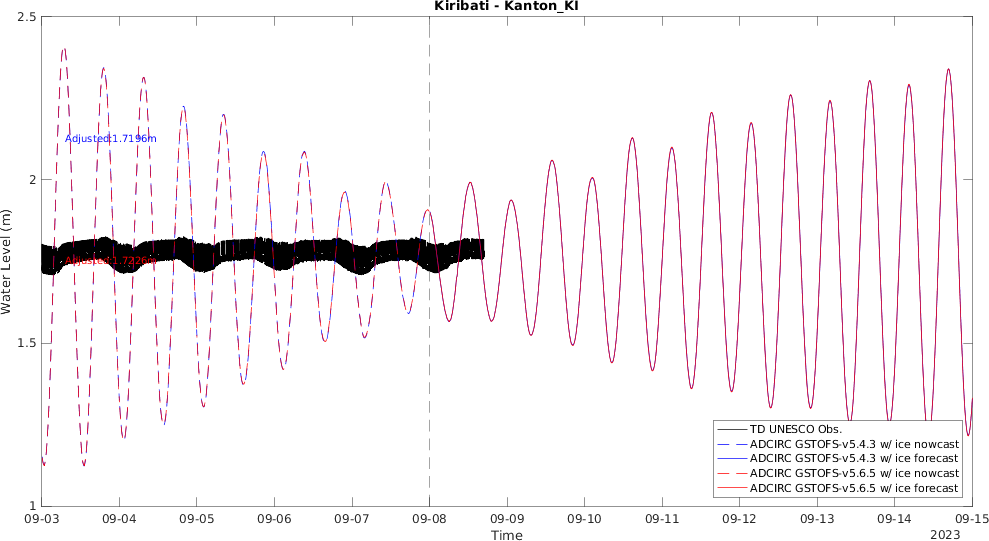 Kiribati - Kanton_KI
2.5
2
1.5
1
Water Level (m)
Adjusted:1.7196m
Adjusted:1.7226m
TD UNESCO Obs.
ADCIRC GSTOFS-v5.4.3 w/ ice nowcast
ADCIRC GSTOFS-v5.4.3 w/ ice forecast
ADCIRC GSTOFS-v5.6.5 w/ ice nowcast
ADCIRC GSTOFS-v5.6.5 w/ ice forecast
09-03 09-04 09-05 09-06 09-07 09-08 09-09 09-10 09-11 09-12 09-13 09-14 09-15
Time
2023